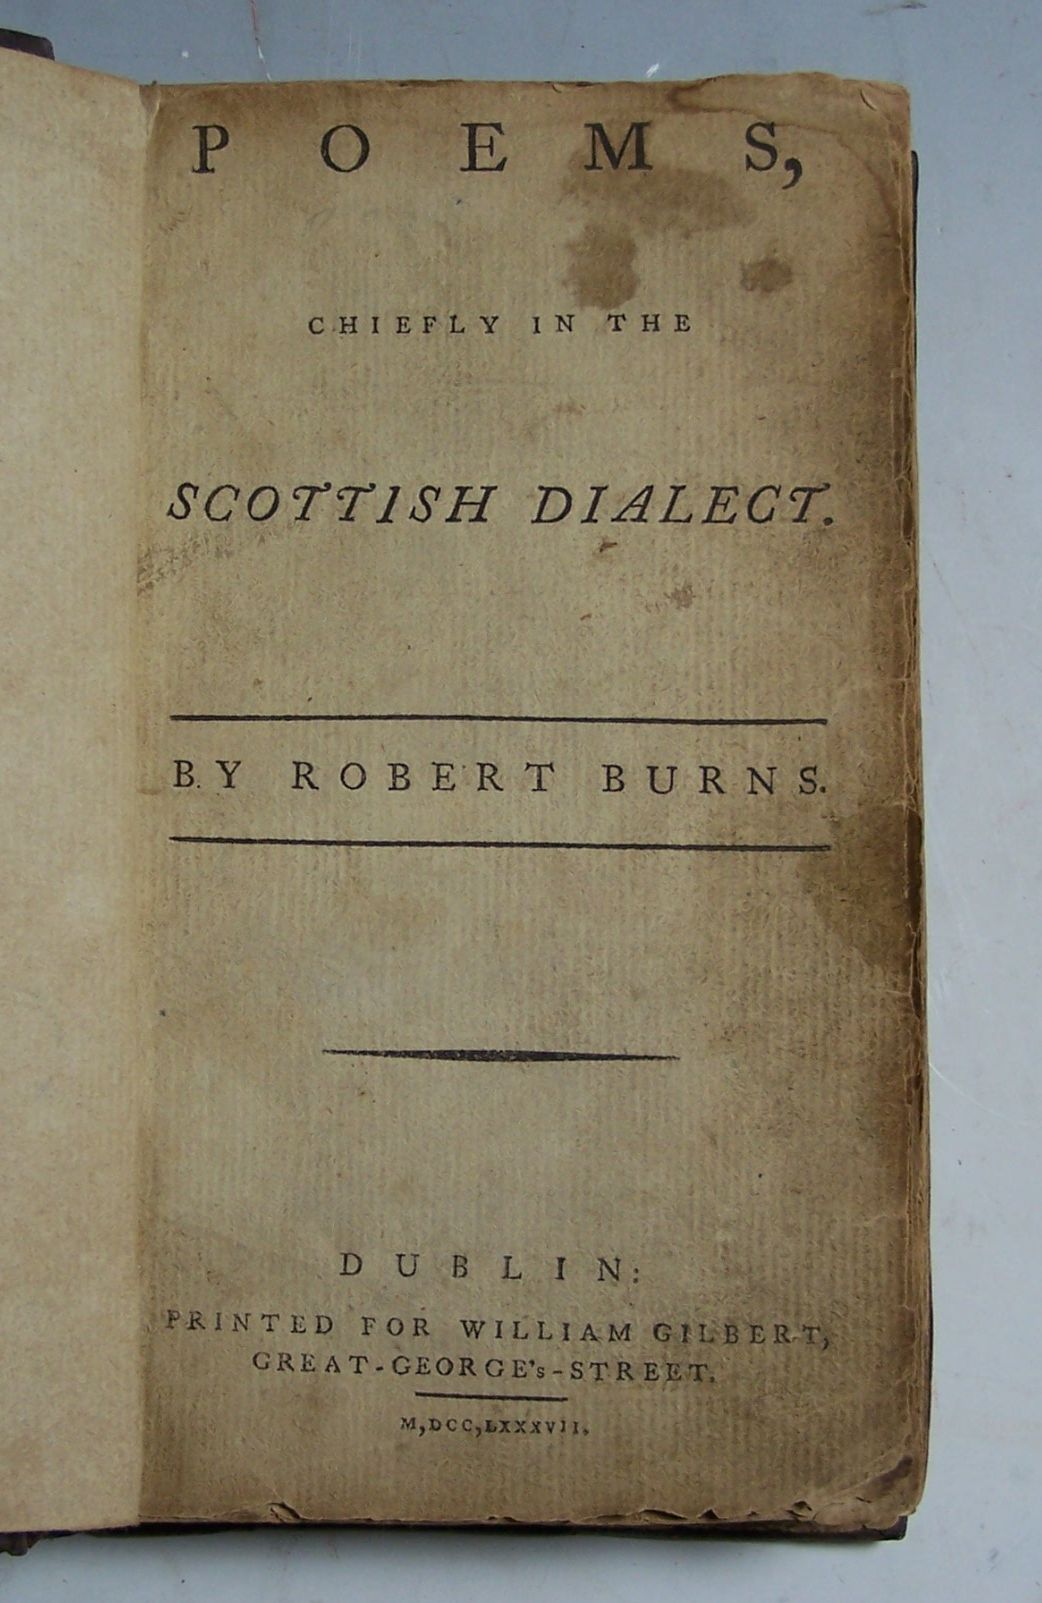 POEMS,
CHIEFLY IN THE
SCOTTISH DIALECT.
BY ROBERT BURNS.
DUBLIN:
PRINTED FOR WILLIAM GILBERT,
GREAT-GEORGE's-STREET.
M,DCC,LXXXVII.